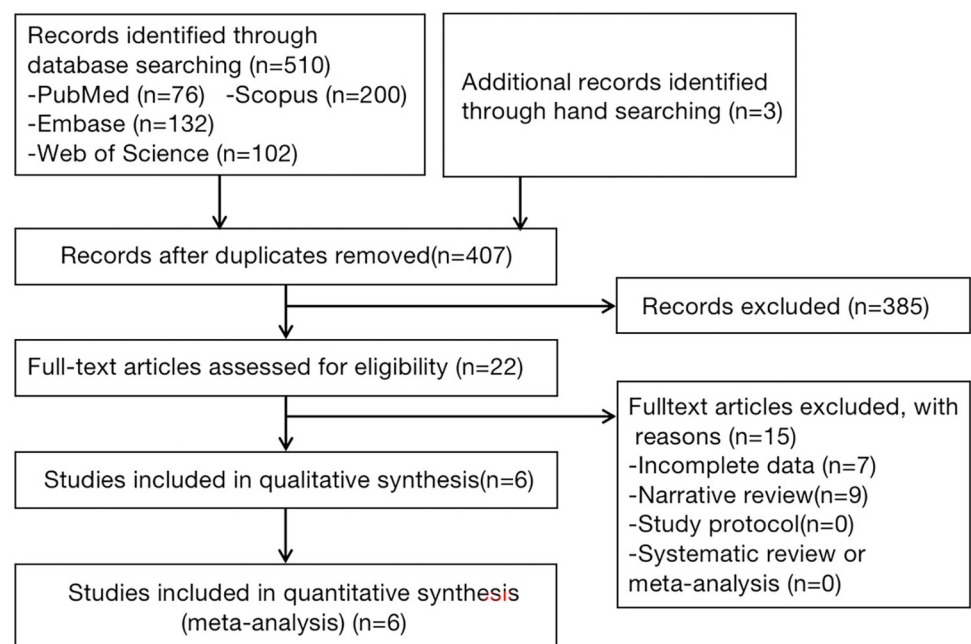 Records identified through
database searching (n=510)
-PubMed (n=76) -Scopus (n=200)
-Embase (n=132)
-Web of Science (n=102)
Additional records identified
through hand searching (n=3)
Records after duplicates removed(n=407)
Records excluded (n=385)
Full-text articles assessed for eligibility (n=22)
Fulltext articles excluded, with
reasons (n=15)
-Incomplete data (n=7)
-Narrative review(n=9)
-Study protocol(n=0)
-Systematic review or
meta-analysis (n=0)
Studies included in qualitative synthesis(n=6)
Studies included in quantitative synthesis
(meta-analysis) (n=6)